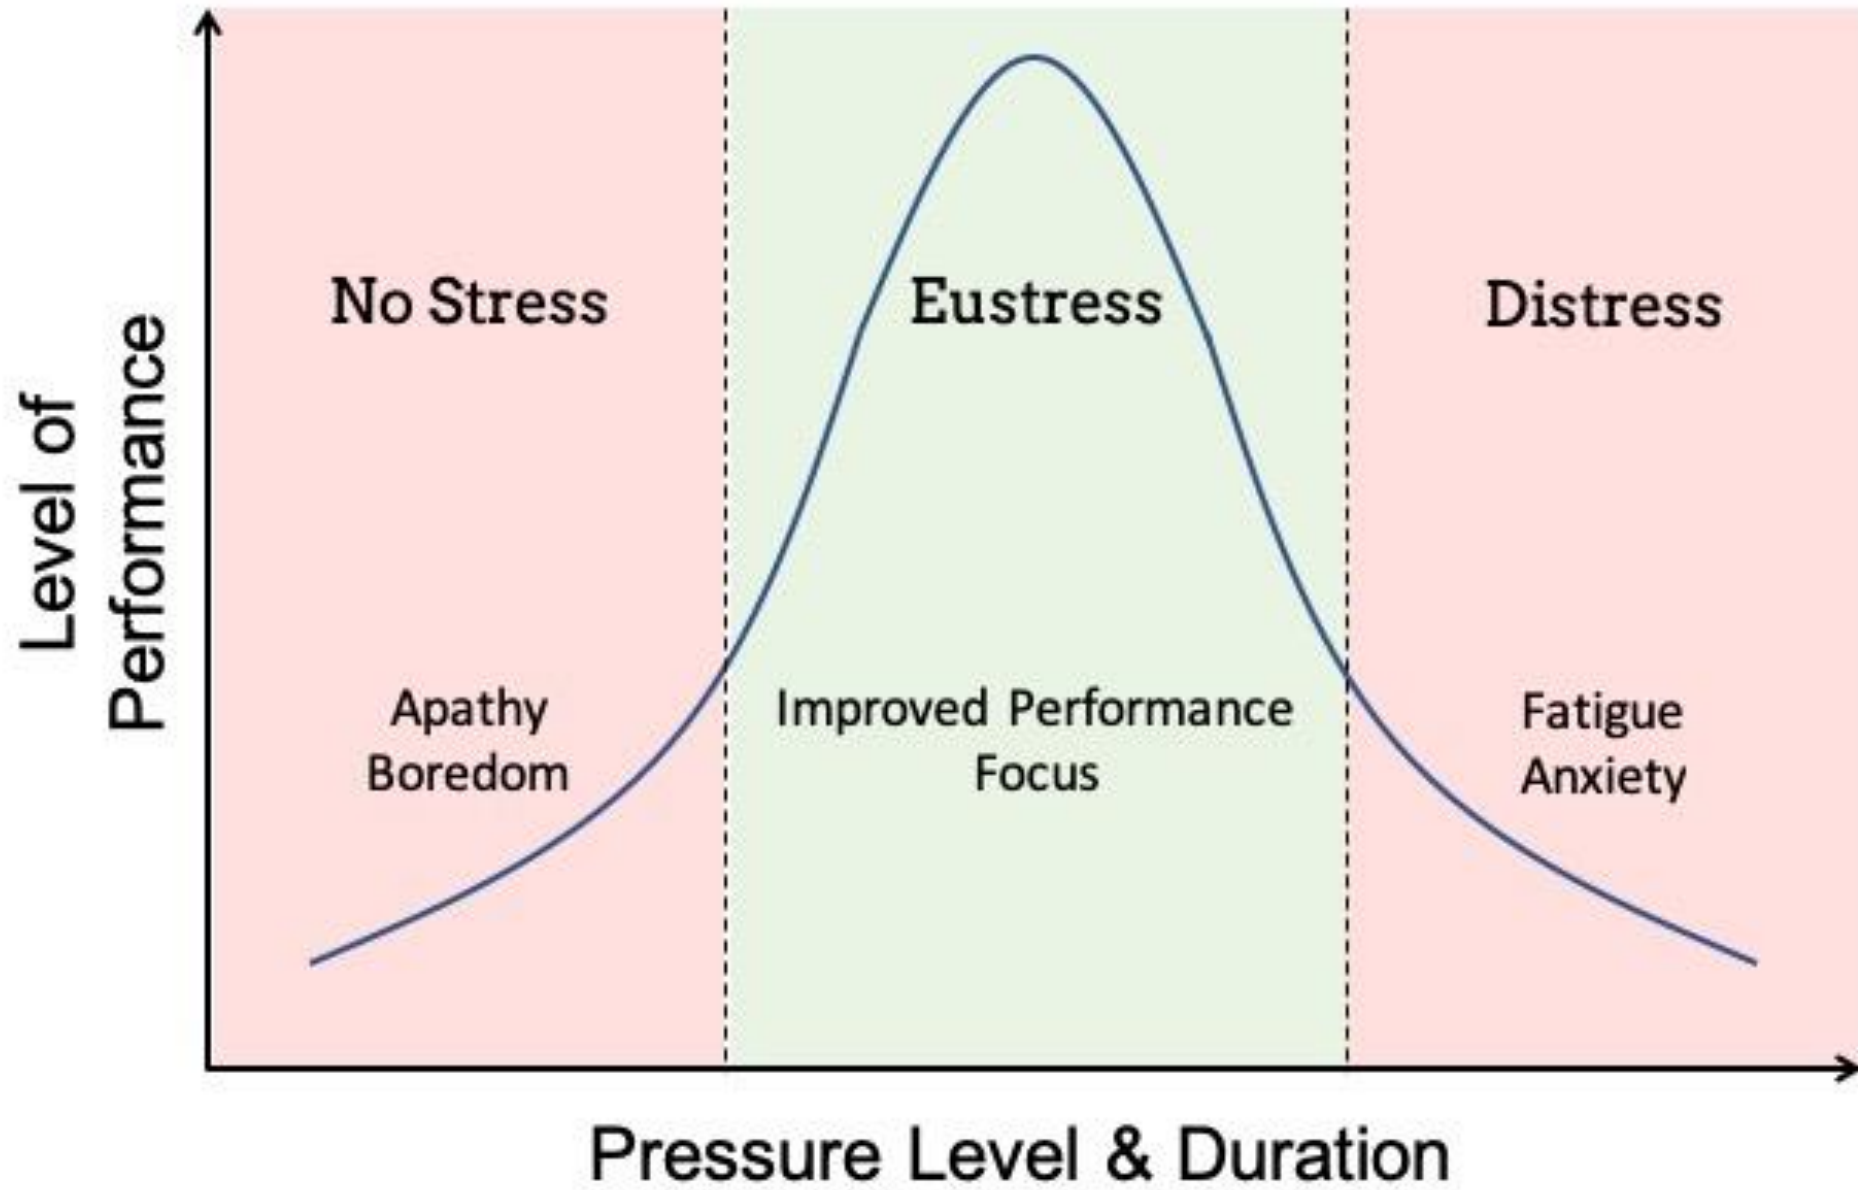 Level of
Performance
No Stress
Eustress
Distress
Apathy
Boredom
Improved Performance
Focus
Fatigue
Anxiety
Pressure Level & Duration